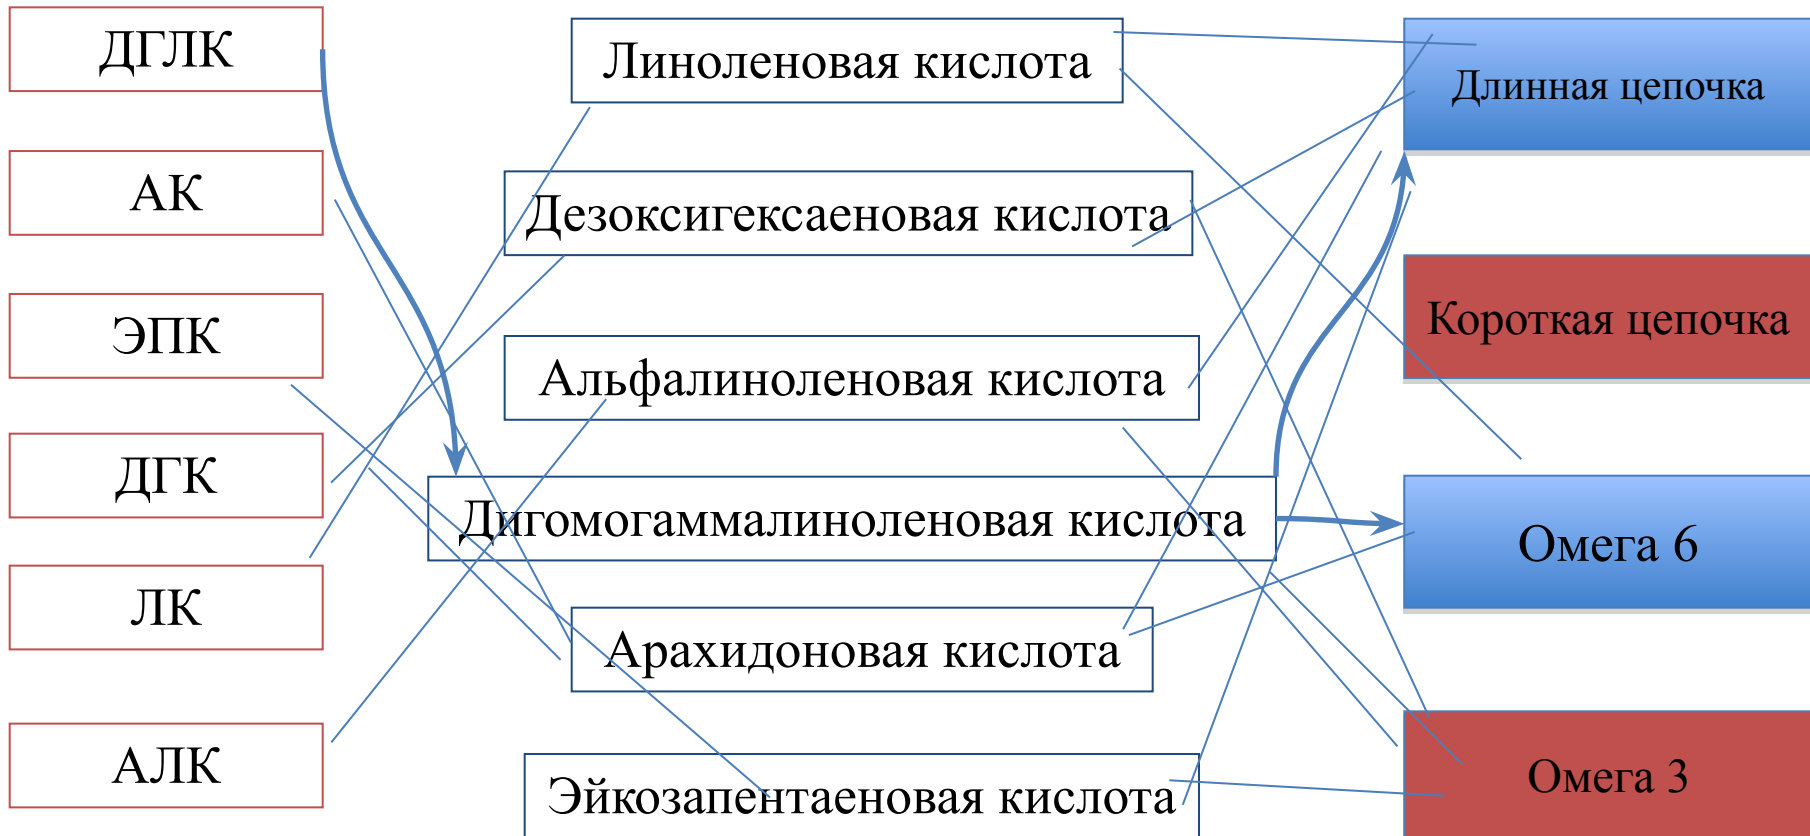 ДГЛК
АК
ЭПК
ДГК
ЛК
АЛК
Линоленовая кислота
Дезоксигексаеновая кислота
Альфалиноленовая кислота
Дигомогаммалиноленовая кислота
Арахидоновая кислота
Эйкозапентаеновая кислота
Длинная цепочка
Короткая цепочка
Омега 6
Омега 3